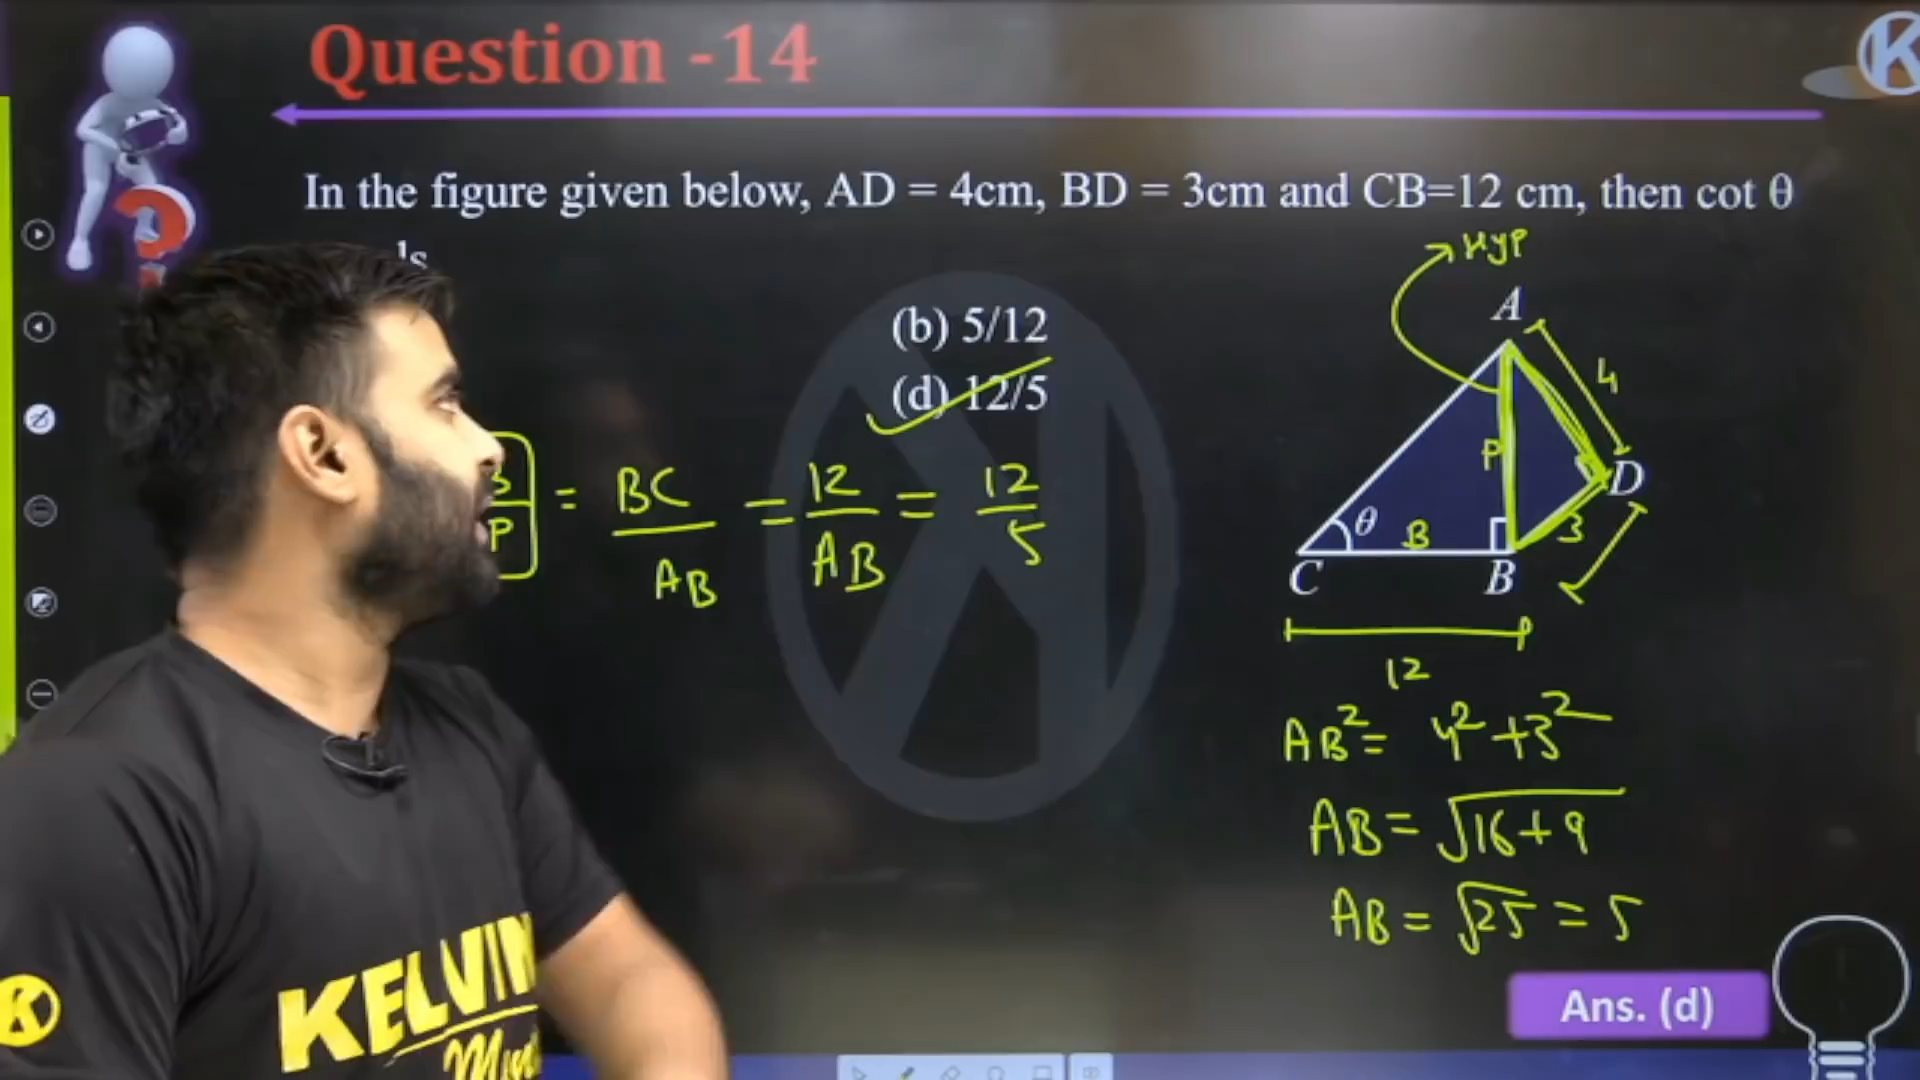 Question -14
In the figure given below, AD = 4cm, BD = 3cm and CB=12 cm, then cot θ
Is
(b) 5/12
(d) 12/5
P = BC/AB = 12/AB = 12/5
HYP
A
4
P
D
3
θ
B
C
B
12
AB² = 4² + 3²
AB = √16 + 9
AB = √25 = 5
Ans. (d)
KELVIN
K
K